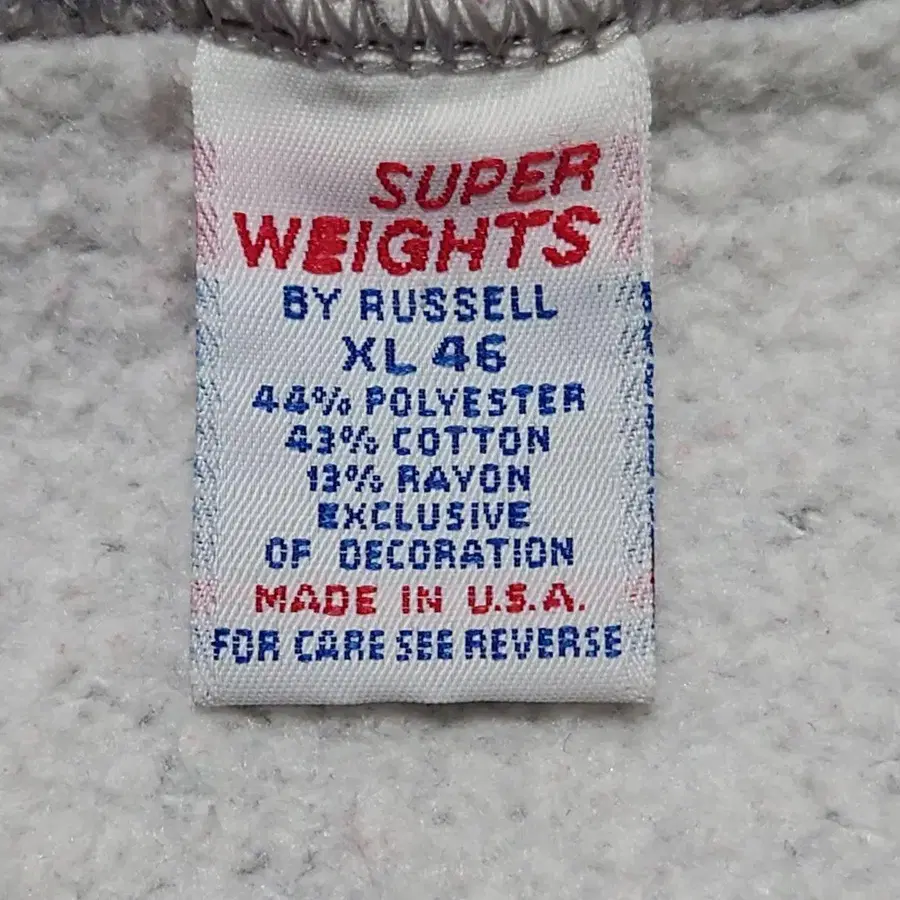 SUPER
WEIGHTS
BY RUSSELL
XL 46
44% POLYESTER
43% COTTON
13% RAYON
EXCLUSIVE
OF DECORATION
MADE IN U.S.A.
FOR CARE SEE REVERSE